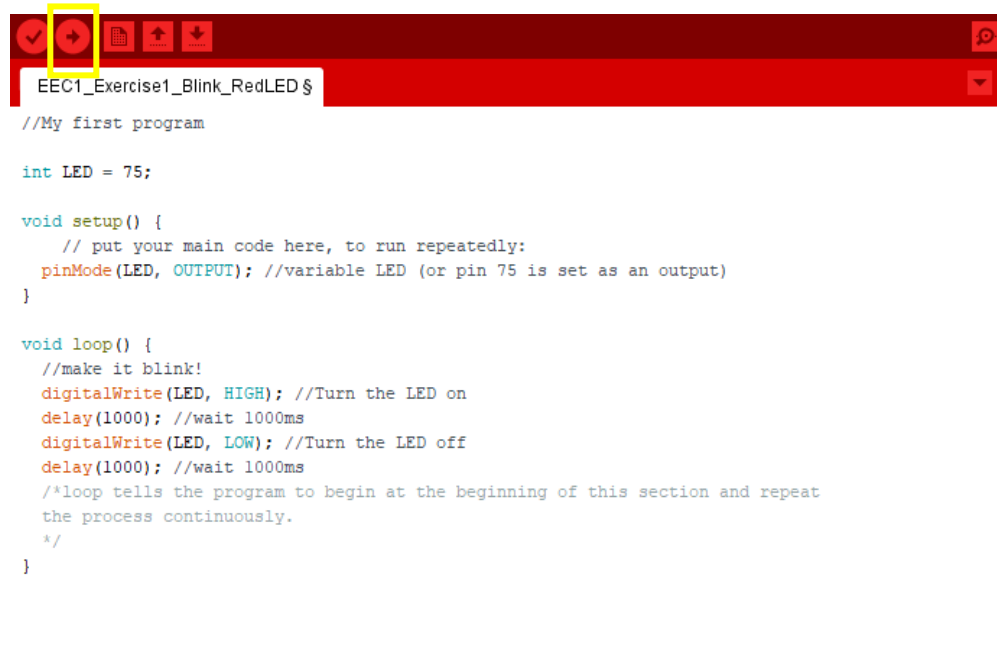 EEC1_Exercise1_Blink_RedLED §
//My first program
int LED = 75;
void setup() {
    // put your main code here, to run repeatedly:
  pinMode(LED, OUTPUT); //variable LED (or pin 75 is set as an output)
}
void loop() {
  //make it blink!
  digitalWrite(LED, HIGH); //Turn the LED on
  delay(1000); //wait 1000ms
  digitalWrite(LED, LOW); //Turn the LED off
  delay(1000); //wait 1000ms
  /*loop tells the program to begin at the beginning of this section and repeat
  the process continuously.
  */
}